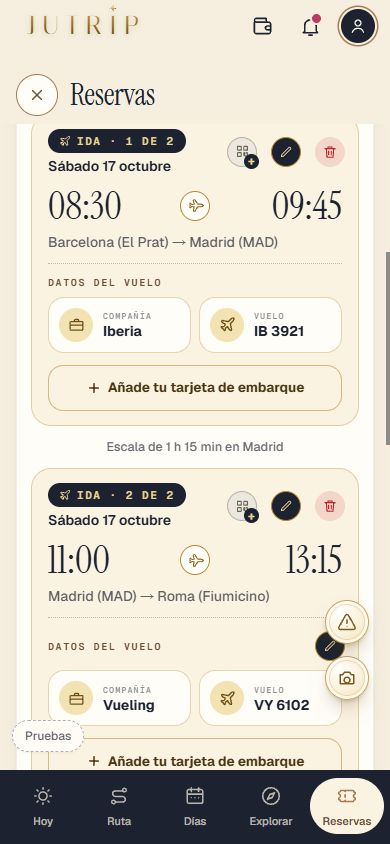 JUTRIP
Reservas
IDA · 1 DE 2
Sábado 17 octubre
08:30 09:45
Barcelona (El Prat) → Madrid (MAD)
DATOS DEL VUELO
COMPAÑÍA
Iberia
VUELO
IB 3921
+ Añade tu tarjeta de embarque
Escala de 1 h 15 min en Madrid
IDA · 2 DE 2
Sábado 17 octubre
11:00 13:15
Madrid (MAD) → Roma (Fiumicino)
DATOS DEL VUELO
COMPAÑÍA
Vueling
VUELO
VY 6102
Pruebas
+ Añade tu tarjeta de embarque
Hoy
Ruta
Días
Explorar
Reservas